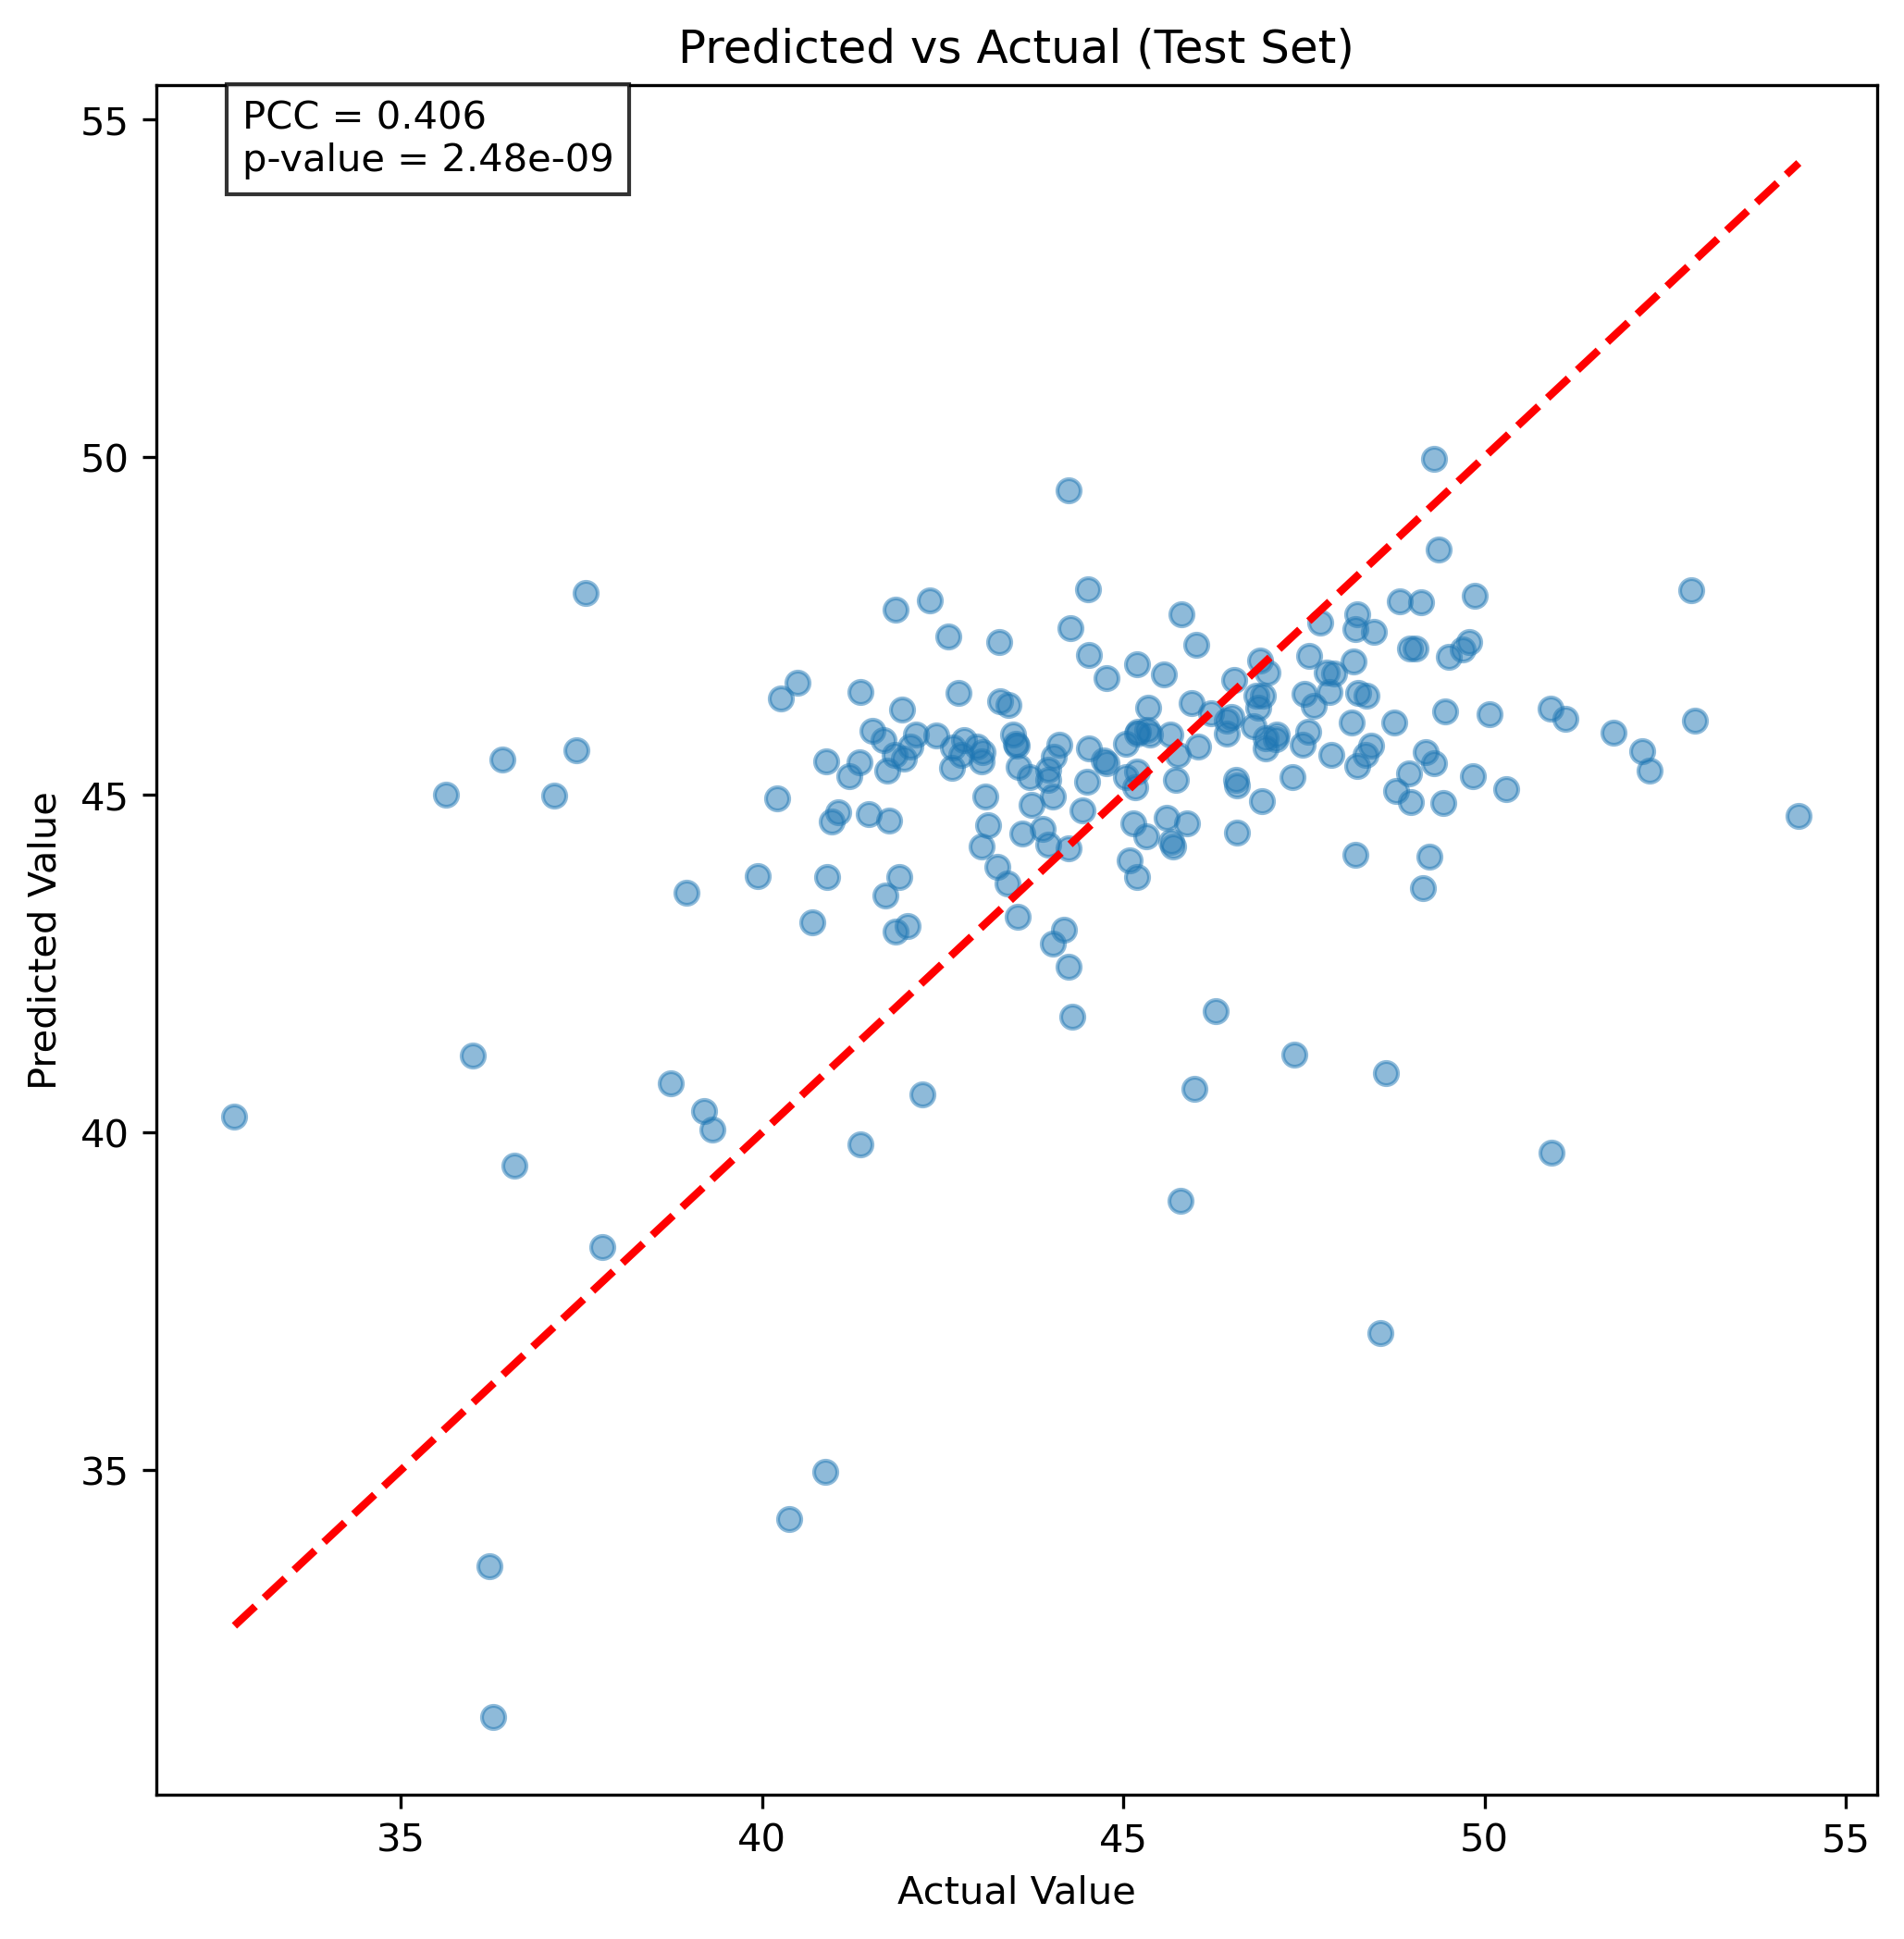 Predicted vs Actual (Test Set)
PCC = 0.406
p-value = 2.48e-09
55
50
45
40
35
Predicted Value
35 40 45 50 55
Actual Value